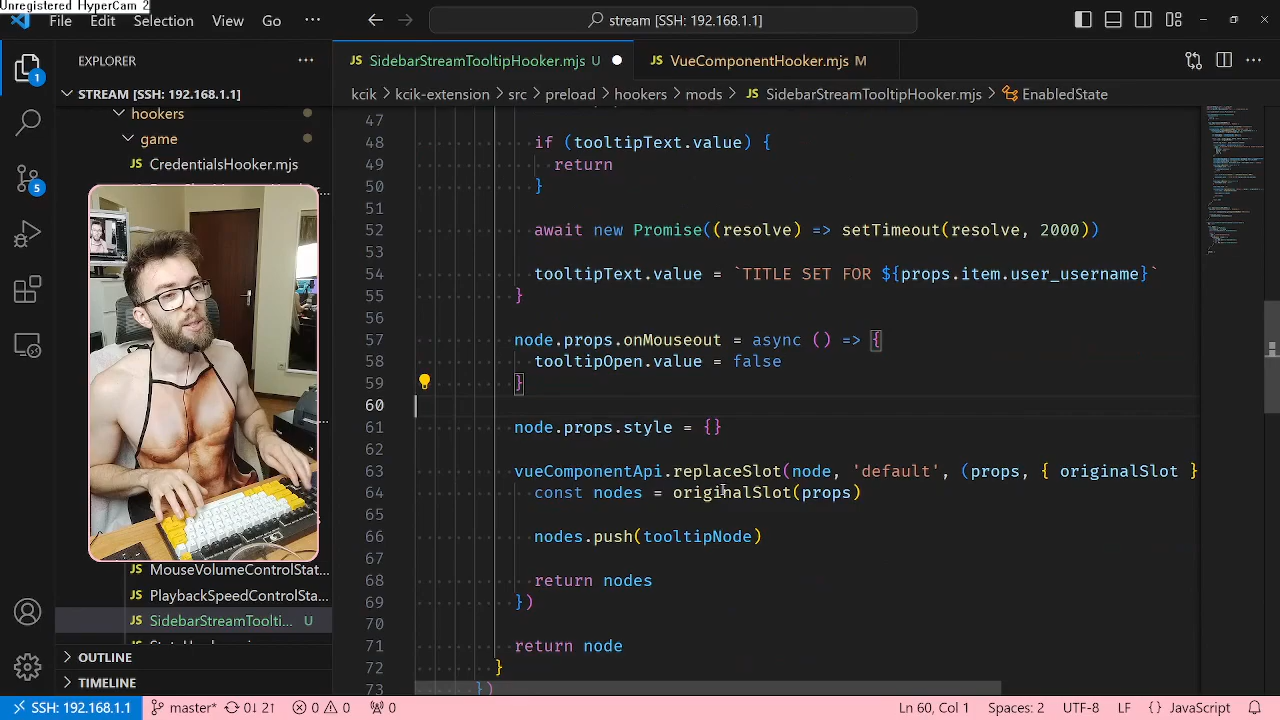 Unregistered HyperCam 2
File Edit Selection View Go ··· stream [SSH: 192.168.1.1]
EXPLORER ···
STREAM [SSH: 192.168.1.1]
hookers
game
CredentialsHooker.mjs
MouseVolumeControlStat...
PlaybackSpeedControlSta...
SidebarStreamToolti... U
OUTLINE
TIMELINE
1
5
JS SidebarStreamTooltipHooker.mjs U ● JS VueComponentHooker.mjs M
kcik > kcik-extension > src > preload > hookers > mods > JS SidebarStreamTooltipHooker.mjs > EnabledState
47
48 if (tooltipText.value) {
49 return
50 }
51
52 await new Promise((resolve) => setTimeout(resolve, 2000))
53
54 tooltipText.value = `TITLE SET FOR ${props.item.user_username}`
55 }
56
57 node.props.onMouseout = async () => {
58 tooltipOpen.value = false
59 }
60
61 node.props.style = {}
62
63 vueComponentApi.replaceSlot(node, 'default', (props, { originalSlot }
64 const nodes = originalSlot(props)
65
66 nodes.push(tooltipNode)
67
68 return nodes
69 })
70
71 return node
72 }
73 })
SSH: 192.168.1.1 master* 0↓ 2↑ 0 0 0 Ln 60, Col 1 Spaces: 2 UTF-8 LF {} JavaScript